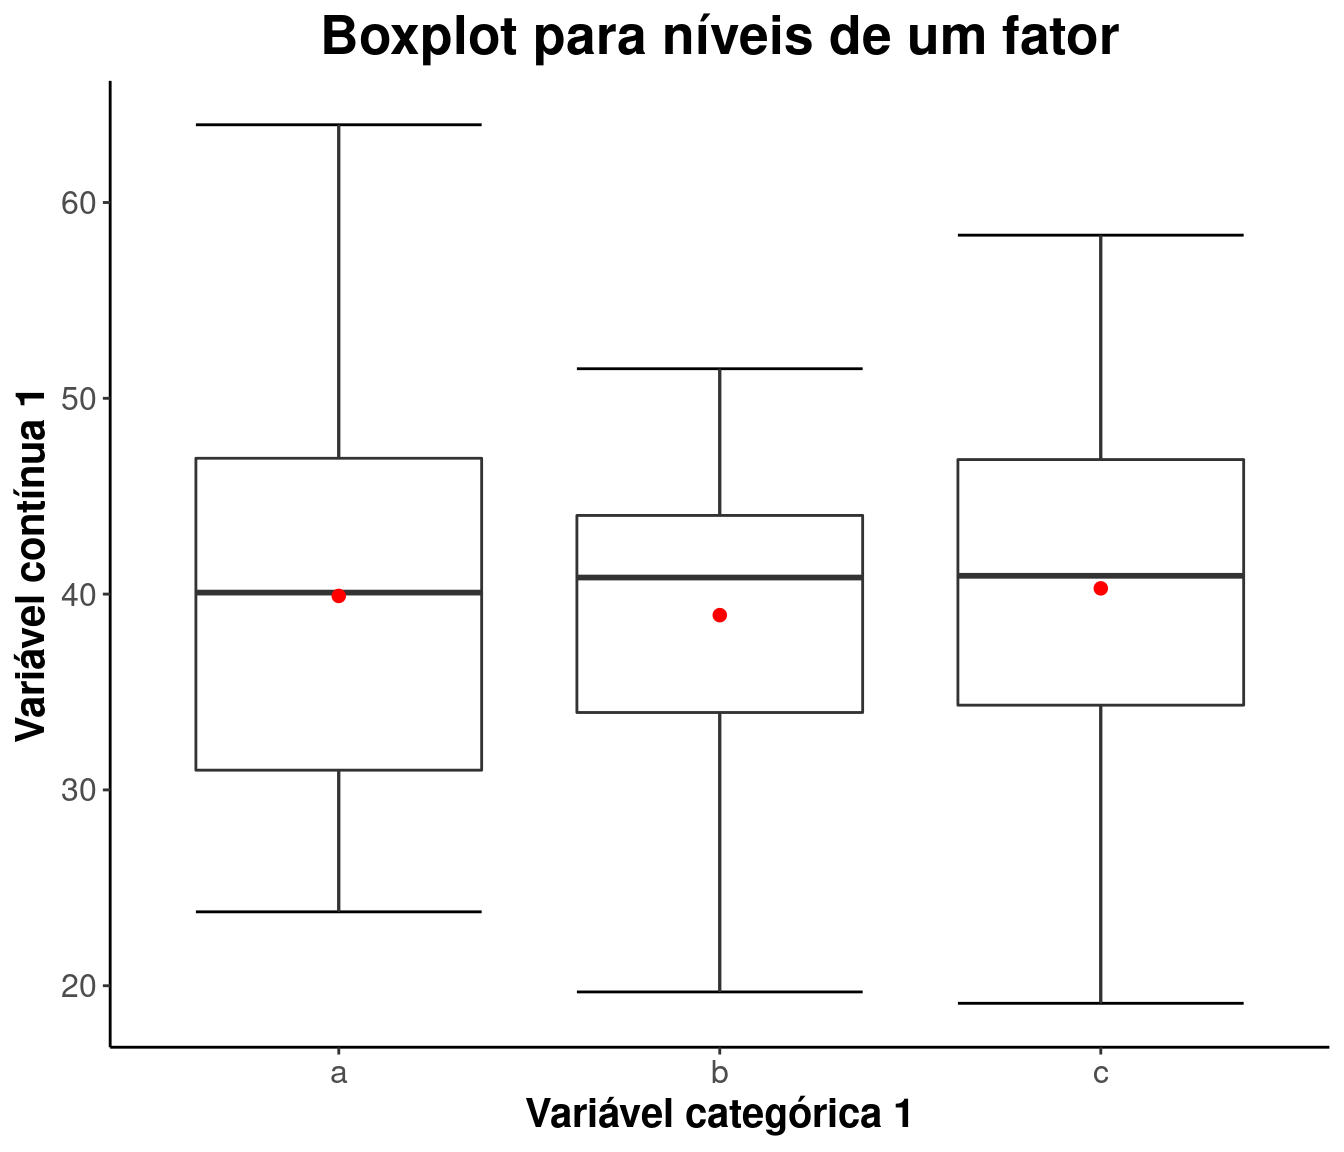 Boxplot para níveis de um fator
Variável contínua 1
60
50
40
30
20
a b c
Variável categórica 1